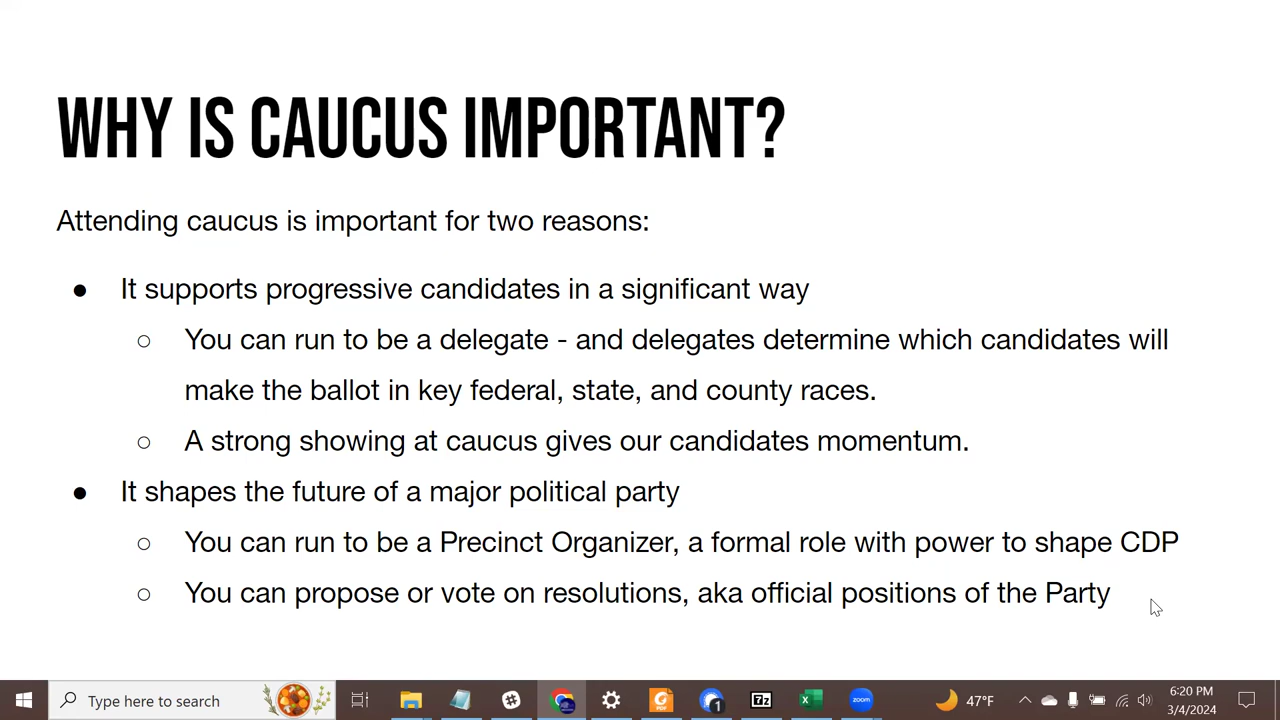 WHY IS CAUCUS IMPORTANT?
Attending caucus is important for two reasons:
● It supports progressive candidates in a significant way
○ You can run to be a delegate - and delegates determine which candidates will
make the ballot in key federal, state, and county races.
○ A strong showing at caucus gives our candidates momentum.
● It shapes the future of a major political party
○ You can run to be a Precinct Organizer, a formal role with power to shape CDP
○ You can propose or vote on resolutions, aka official positions of the Party
Type here to search
PDF
1
7z
zoom
47°F
6:20 PM
3/4/2024